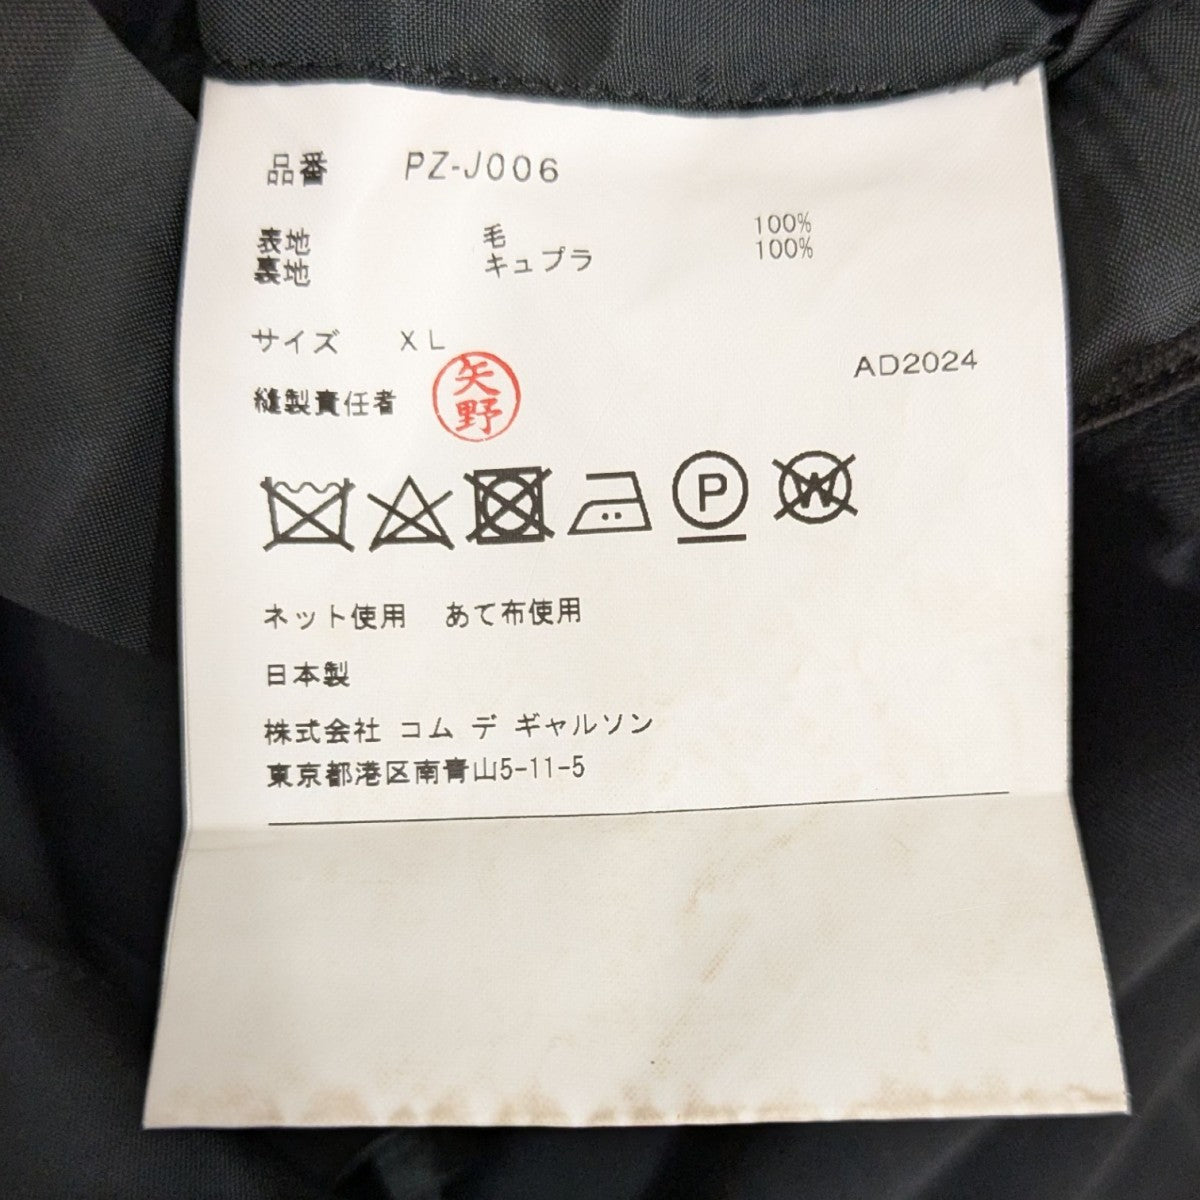 品番 PZ-J006
表地 毛 100%
裏地 キュプラ 100%
サイズ XL
AD2024
縫製責任者 矢野
P W
ネット使用 あて布使用
日本製
株式会社 コム デ ギャルソン
東京都港区南青山5-11-5